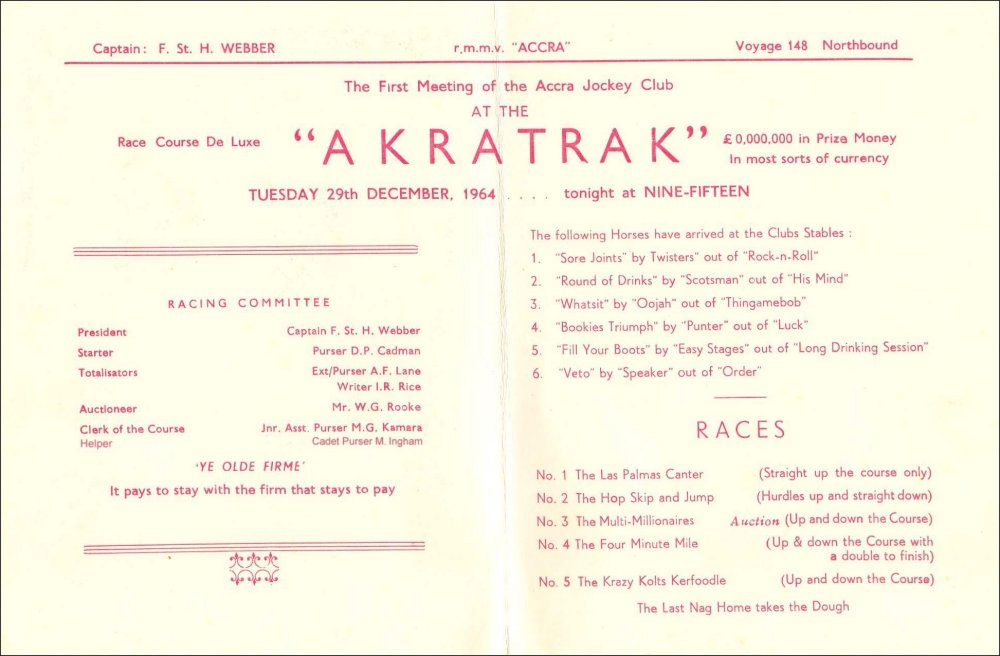 Captain: F. St. H. WEBBER
r.m.m.v. "ACCRA"
Voyage 148 Northbound
The First Meeting of the Accra Jockey Club
AT THE
Race Course De Luxe
"AKRATRAK"
£0,000,000 in Prize Money
In most sorts of currency
TUESDAY 29th DECEMBER, 1964 . . . . tonight at NINE-FIFTEEN
RACING COMMITTEE
President Captain F. St. H. Webber
Starter Purser D.P. Cadman
Totalisators Ext/Purser A.F. Lane
Writer I.R. Rice
Auctioneer Mr. W.G. Rooke
Clerk of the Course Jnr. Asst. Purser M.G. Kamara
Helper Cadet Purser M. Ingham
'YE OLDE FIRME'
It pays to stay with the firm that stays to pay
The following Horses have arrived at the Clubs Stables :
1. "Sore Joints" by Twisters" out of "Rock-n-Roll"
2. "Round of Drinks" by "Scotsman" out of "His Mind"
3. "Whatsit" by "Oojah" out of "Thingamebob"
4. "Bookies Triumph" by "Punter" out of "Luck"
5. "Fill Your Boots" by "Easy Stages" out of "Long Drinking Session"
6. "Veto" by "Speaker" out of "Order"
RACES
No. 1 The Las Palmas Canter (Straight up the course only)
No. 2 The Hop Skip and Jump (Hurdles up and straight down)
No. 3 The Multi-Millionaires Auction (Up and down the Course)
No. 4 The Four Minute Mile (Up & down the Course with
a double to finish)
No. 5 The Krazy Kolts Kerfoodle (Up and down the Course)
The Last Nag Home takes the Dough